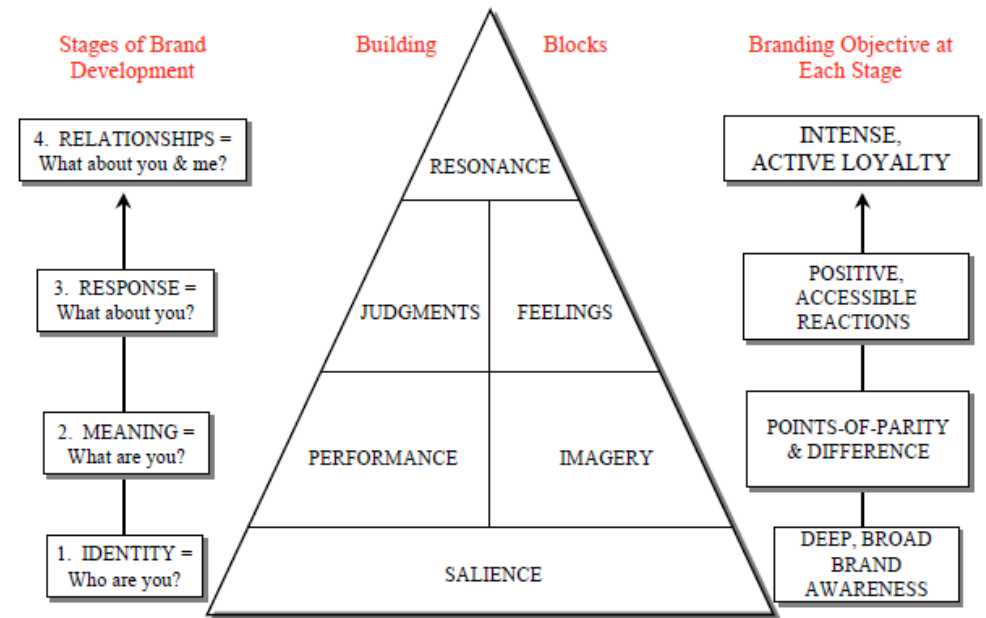 Stages of Brand
Development
Building Blocks
Branding Objective at
Each Stage
4. RELATIONSHIPS =
What about you & me?
3. RESPONSE =
What about you?
2. MEANING =
What are you?
1. IDENTITY =
Who are you?
RESONANCE
JUDGMENTS
FEELINGS
PERFORMANCE
IMAGERY
SALIENCE
INTENSE,
ACTIVE LOYALTY
POSITIVE,
ACCESSIBLE
REACTIONS
POINTS-OF-PARITY
& DIFFERENCE
DEEP, BROAD
BRAND
AWARENESS